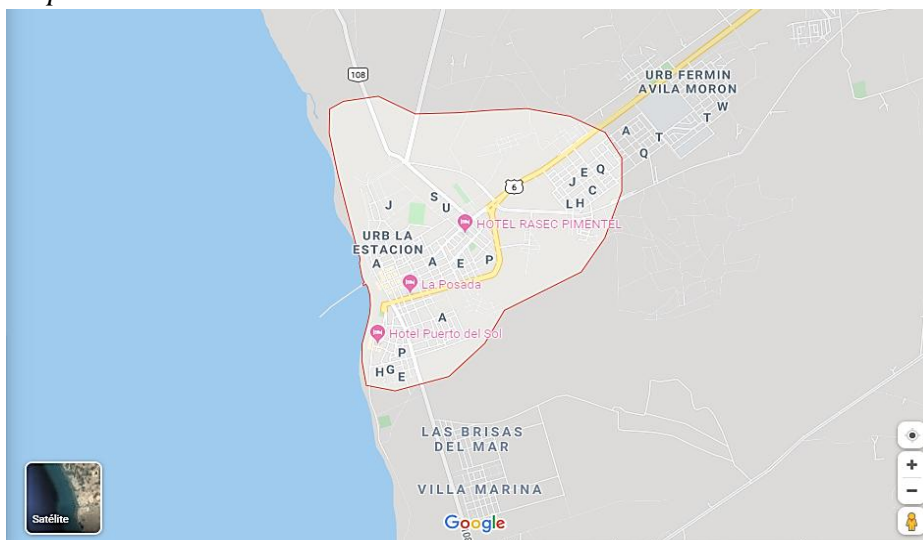 108
URB FERMIN
AVILA MORON
W
T
A
T
Q
6
E Q
J
C
L H
J
S
U
HOTEL RASEC PIMENTEL
URB LA
ESTACION
A
A E P
La Posada
A
Hotel Puerto del Sol
P
H G E
LAS BRISAS
DEL MAR
VILLA MARINA
Satélite
Google
108